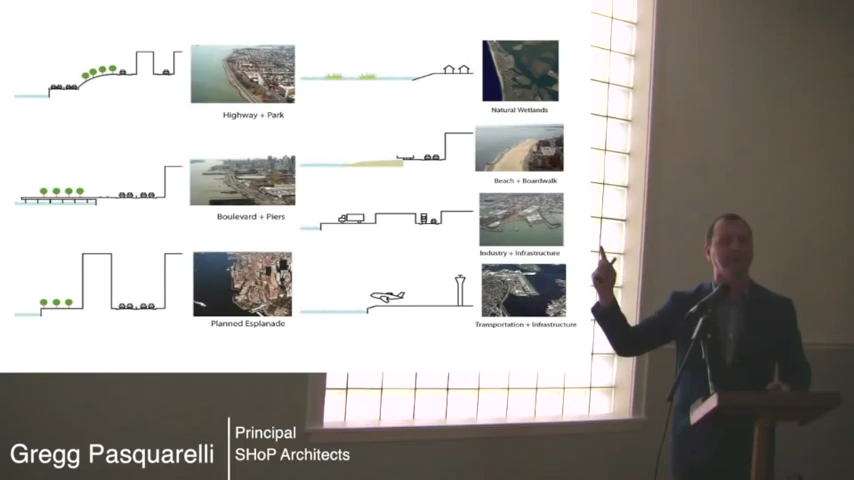 Highway + Park
Natural Wetlands
Boulevard + Piers
Beach + Boardwalk
Industry + Infrastructure
Planned Esplanade
Transportation + Infrastructure
Gregg Pasquarelli
Principal
SHoP Architects